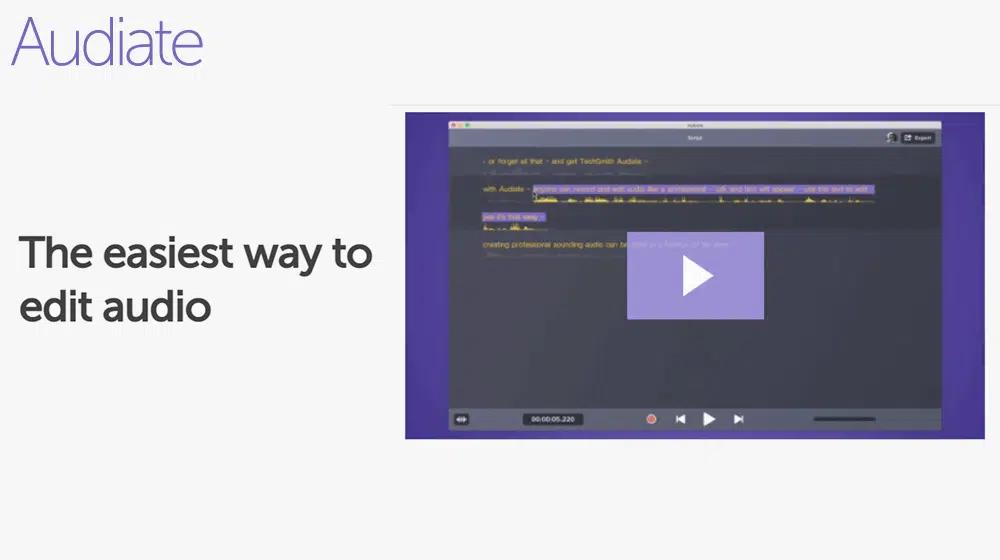 Audiate
The easiest way to
edit audio
Audiate
Script
Export
- or forget all that - and get TechSmith Audiate -
with Audiate - anyone can record and edit audio like a professional - talk and text will appear - use the text to edit
yes it's that easy -
creating professional sounding audio can be
00:00:05.220